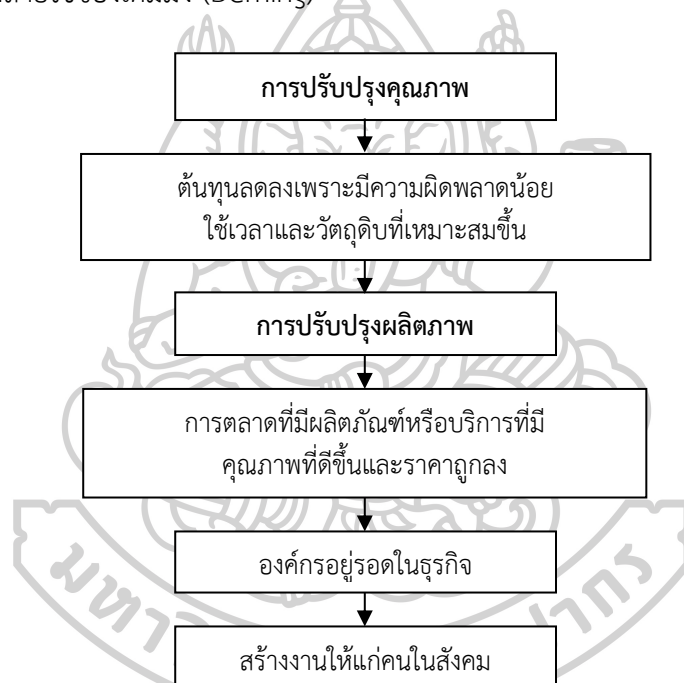 (Deming)
การปรับปรุงคุณภาพ
ต้นทุนลดลงเพราะมีความผิดพลาดน้อย
ใช้เวลาและวัตถุดิบที่เหมาะสมขึ้น
การปรับปรุงผลิตภาพ
การตลาดที่มีผลิตภัณฑ์หรือบริการที่มี
คุณภาพที่ดีขึ้นและราคาถูกลง
องค์กรอยู่รอดในธุรกิจ
สร้างงานให้แก่คนในสังคม